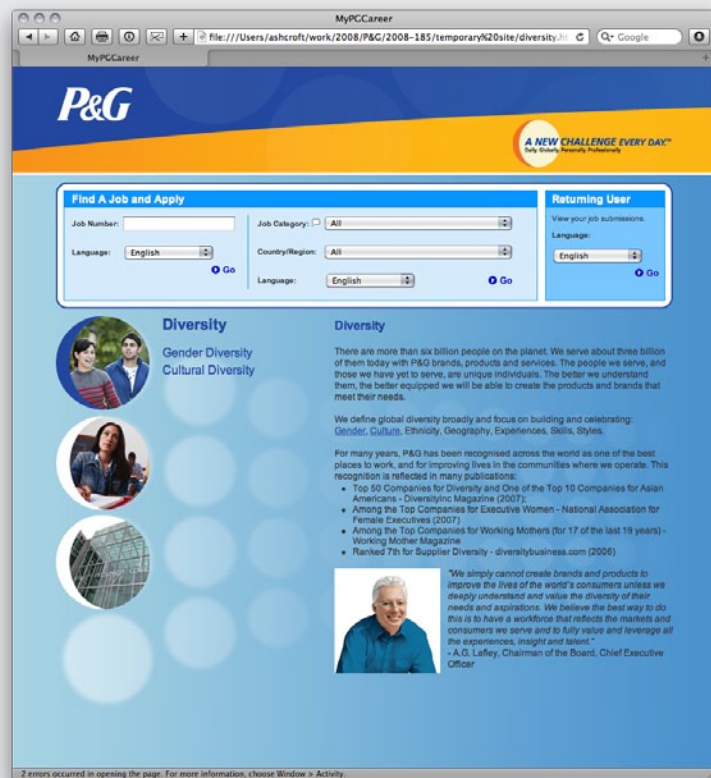 MyPGCareer
file:///Users/ashcroft/work/2008/P&G/2008-185/temporary%20site/diversity.h
Google
MyPGCareer
P&G
A NEW CHALLENGE EVERY DAY.™
Daily. Globally. Personally. Professionally.
Find A Job and Apply
Job Number:
Language: English
Go
Job Category: All
Country/Region: All
Language: English
Go
Returning User
View your job submissions.
Language:
English
Go
Diversity
Gender Diversity
Cultural Diversity
Diversity
There are more than six billion people on the planet. We serve about three billion
of them today with P&G brands, products and services. The people we serve, and
those we have yet to serve, are unique individuals. The better we understand
them, the better equipped we will be able to create the products and brands that
meet their needs.
We define global diversity broadly and focus on building and celebrating:
Gender, Culture, Ethnicity, Geography, Experiences, Skills, Styles.
For many years, P&G has been recognised across the world as one of the best
places to work, and for improving lives in the communities where we operate. This
recognition is reflected in many publications:
• Top 50 Companies for Diversity and One of the Top 10 Companies for Asian
Americans - DiversityInc Magazine (2007);
• Among the Top Companies for Executive Women - National Association for
Female Executives (2007)
• Among the Top Companies for Working Mothers (for 17 of the last 19 years) -
Working Mother Magazine
• Ranked 7th for Supplier Diversity - diversitybusiness.com (2006)
"We simply cannot create brands and products to
improve the lives of the world's consumers unless we
deeply understand and value the diversity of their
needs and aspirations. We believe the best way to do
this is to have a workforce that reflects the markets and
consumers we serve and to fully value and leverage all
the experiences, insight and talent."
- A.G. Lafley, Chairman of the Board, Chief Executive
Officer
2 errors occurred in opening the page. For more information, choose Window > Activity.